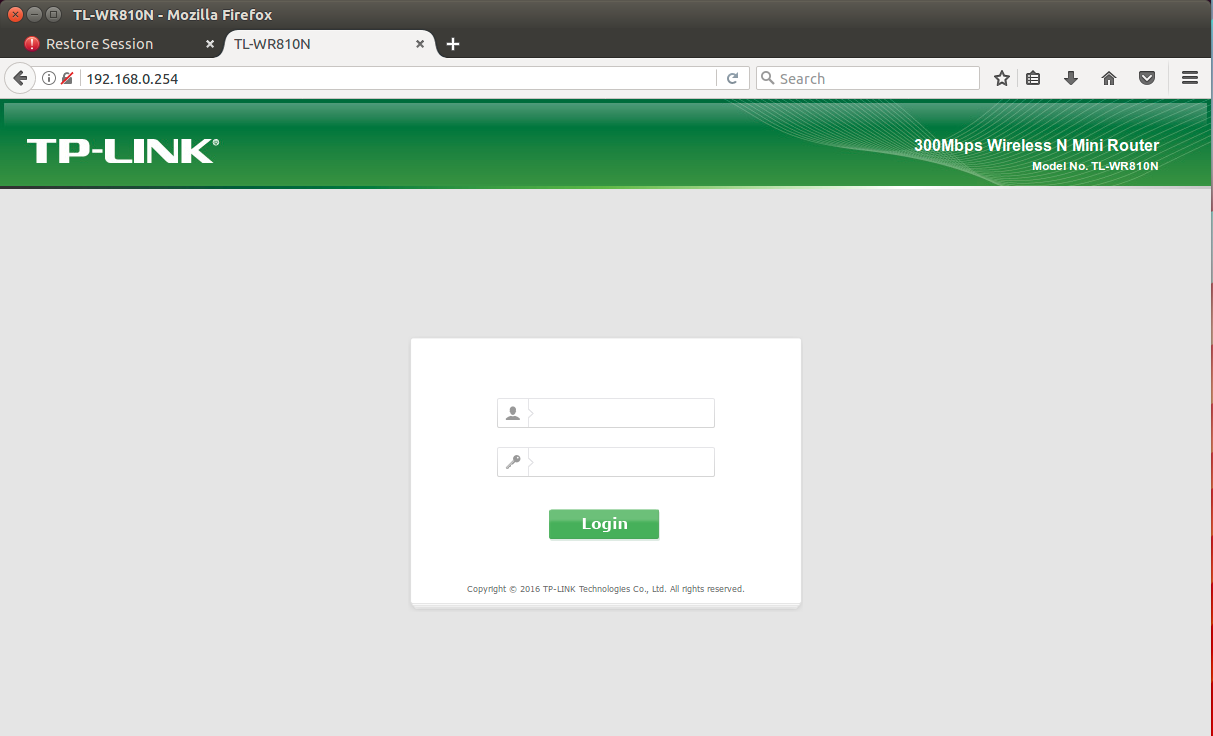 TL-WR810N - Mozilla Firefox
Restore Session
TL-WR810N
192.168.0.254
Search
TP-LINK®
300Mbps Wireless N Mini Router
Model No. TL-WR810N
Login
Copyright © 2016 TP-LINK Technologies Co., Ltd. All rights reserved.